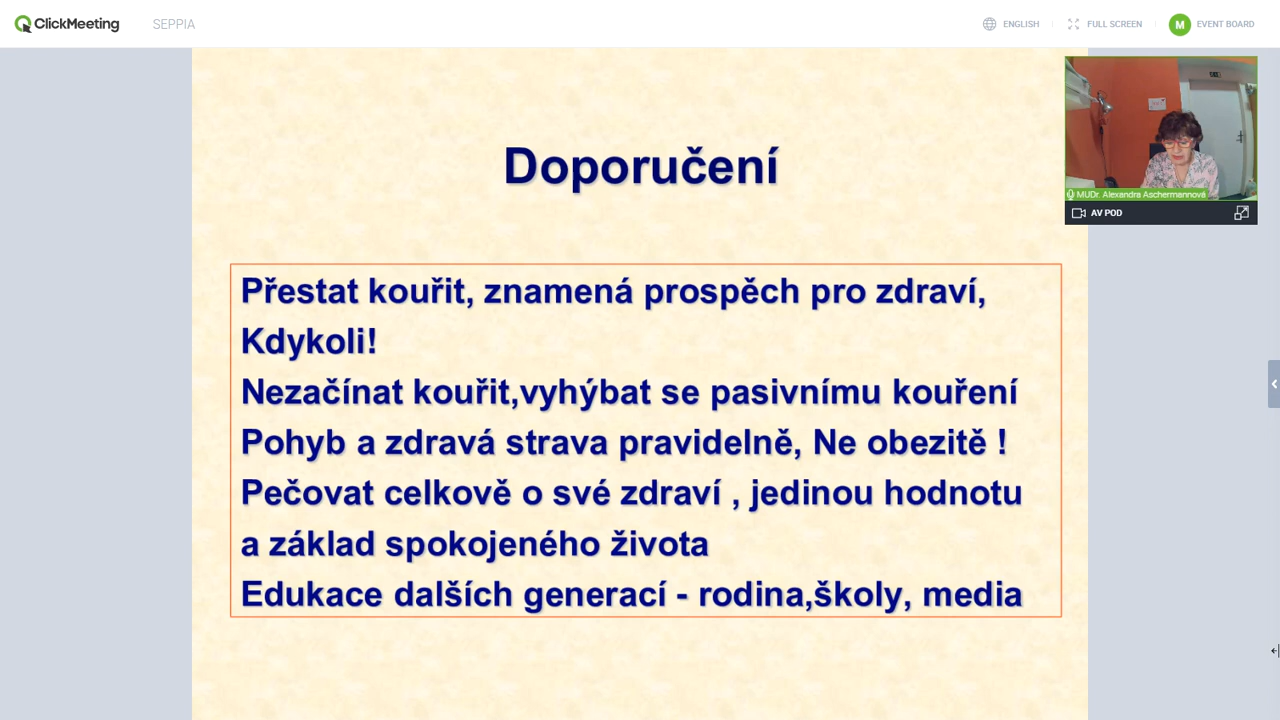 ClickMeeting
SEPPIA
ENGLISH
FULL SCREEN
M
EVENT BOARD
Doporučení
Přestat kouřit, znamená prospěch pro zdraví,
Kdykoli!
Nezačínat kouřit,vyhýbat se pasivnímu kouření
Pohyb a zdravá strava pravidelně, Ne obezitě !
Pečovat celkově o své zdraví , jedinou hodnotu
a základ spokojeného života
Edukace dalších generací - rodina,školy, media
MUDr. Alexandra Aschermannová
AV POD